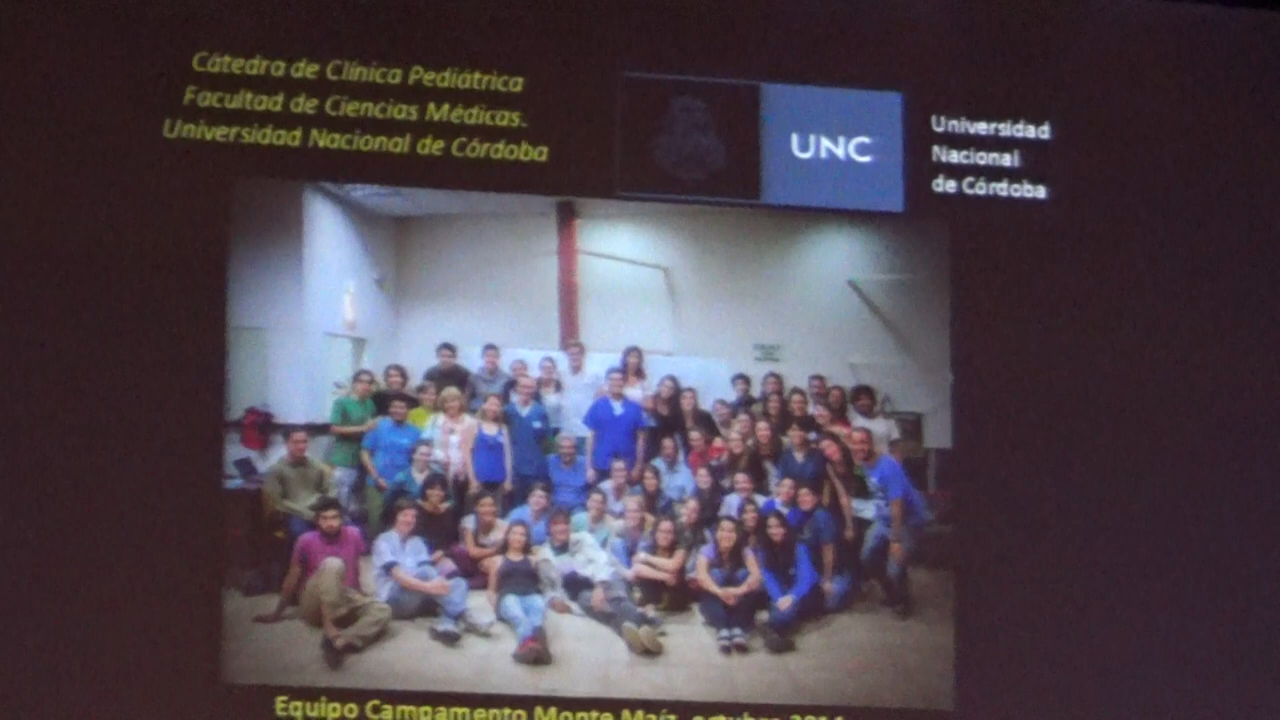 Cátedra de Clínica Pediátrica
Facultad de Ciencias Médicas.
Universidad Nacional de Córdoba
UNC
Universidad
Nacional
de Córdoba
Equipo Campamento Monte Maíz, octubre 2014